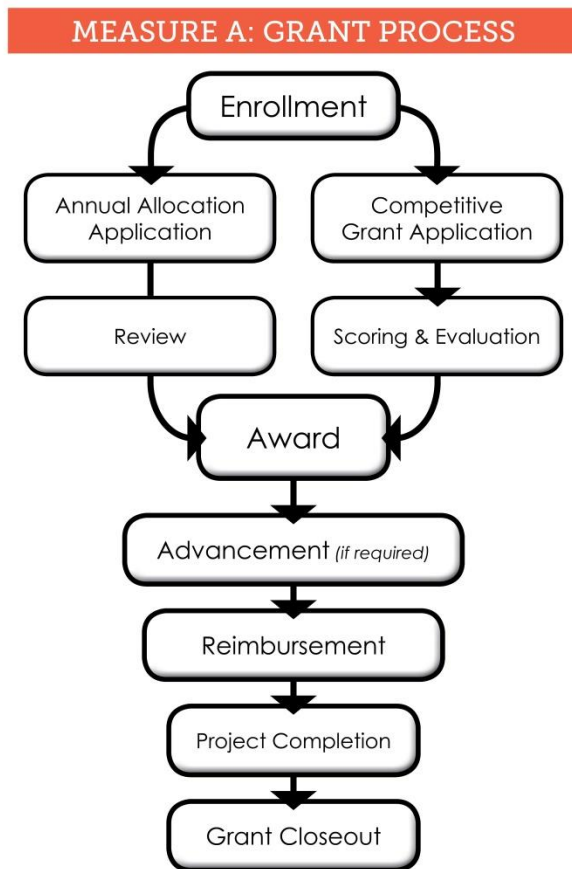 MEASURE A: GRANT PROCESS
Enrollment
Annual Allocation
Application
Competitive
Grant Application
Review
Scoring & Evaluation
Award
Advancement (if required)
Reimbursement
Project Completion
Grant Closeout